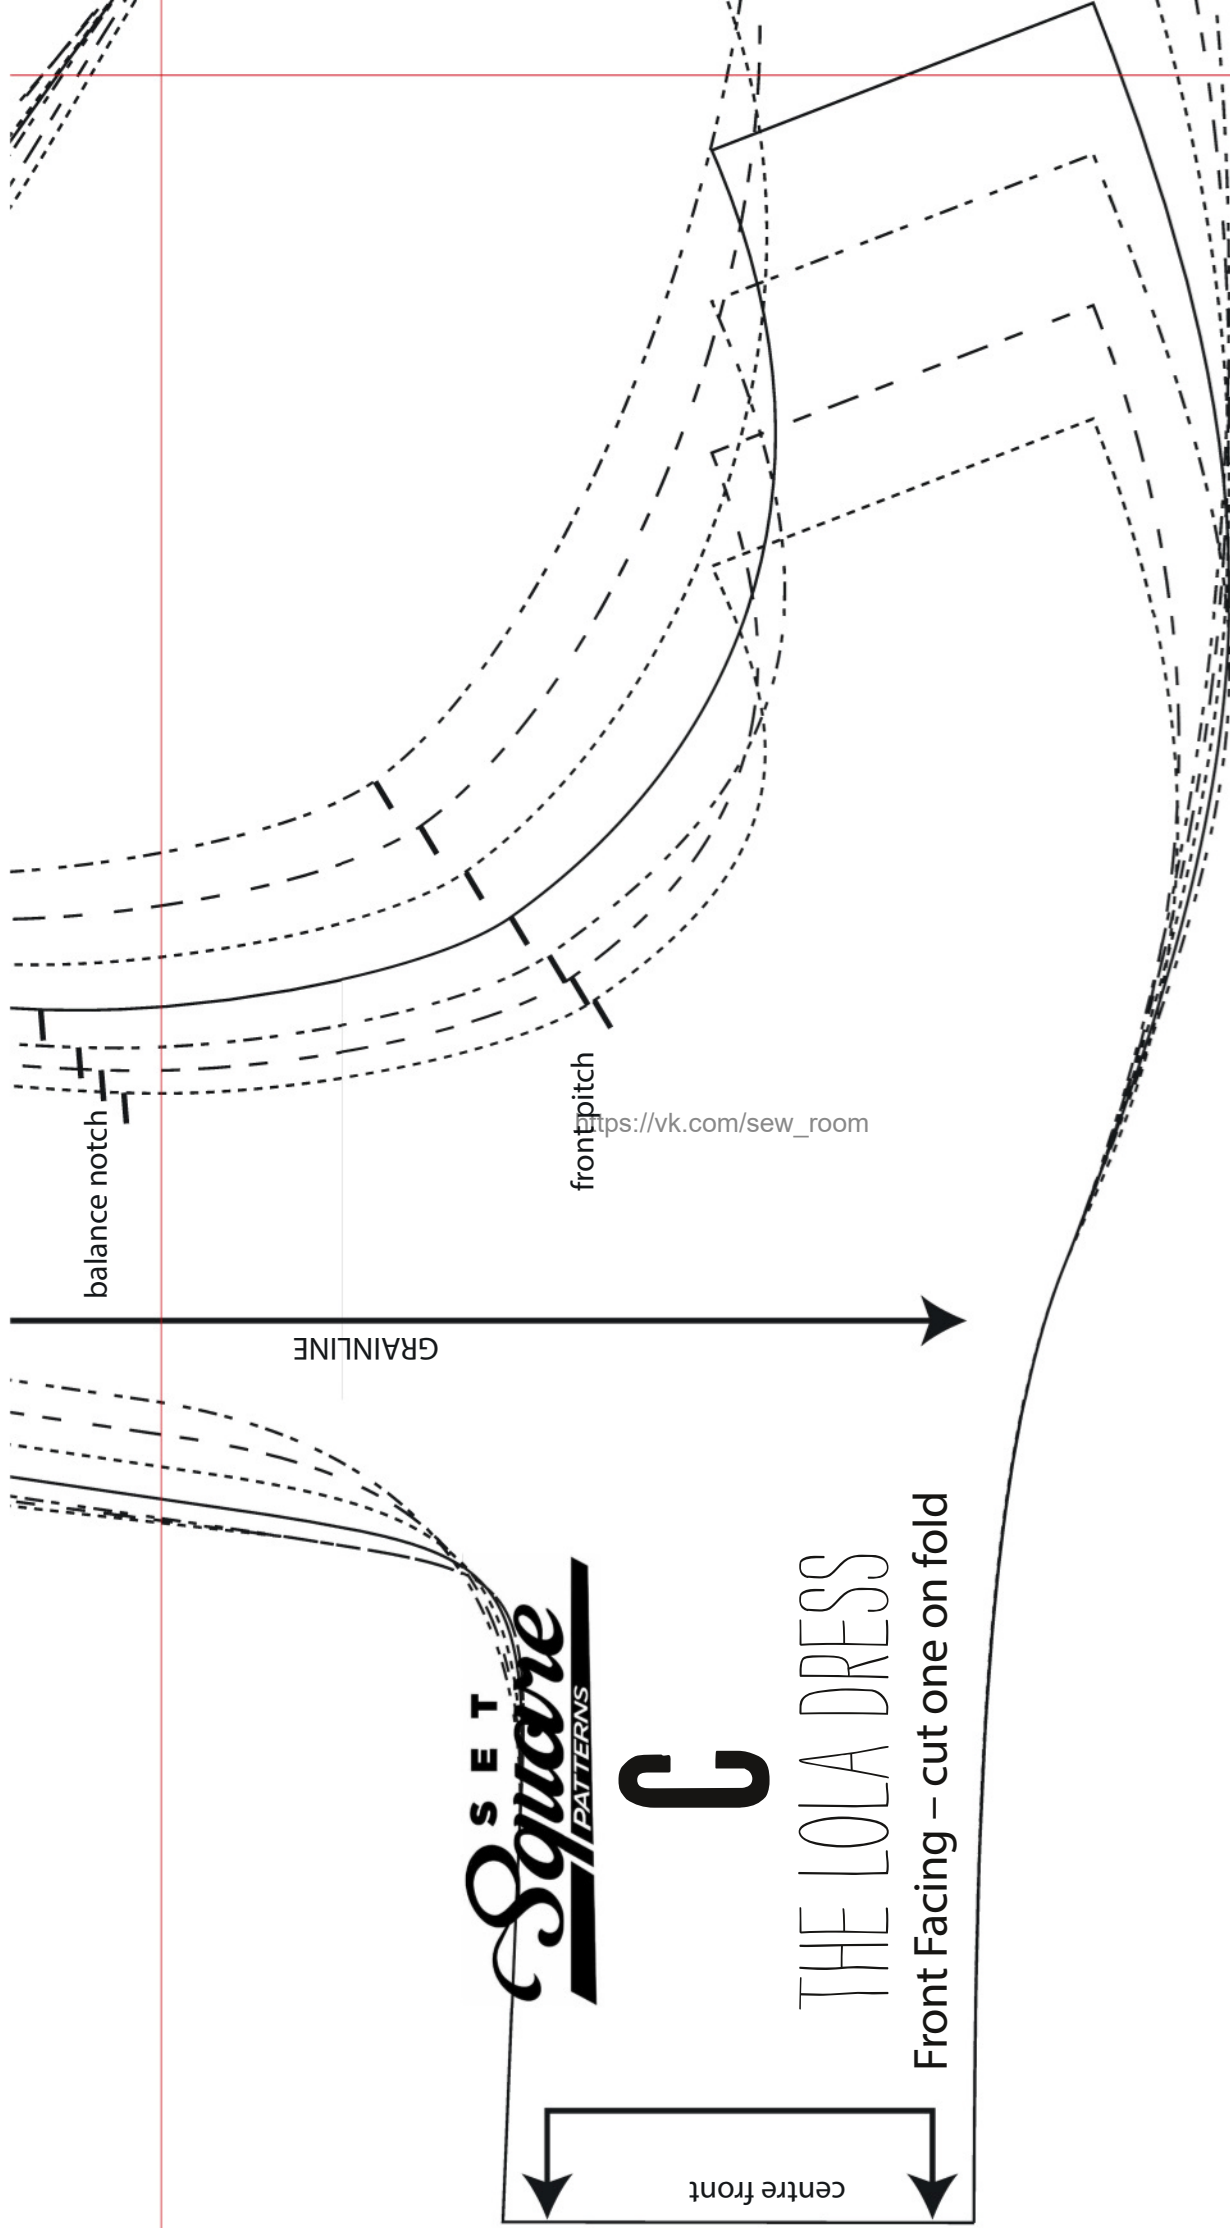 balance notch
front pitch
https://vk.com/sew_room
GRAINLINE
SET
Square
PATTERNS
C
THE LOLA DRESS
Front Facing – cut one on fold
centre front